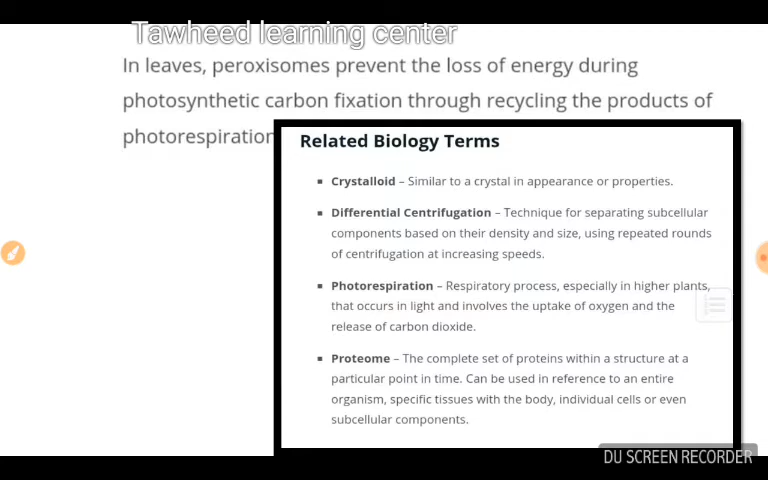 Tawheed learning center
In leaves, peroxisomes prevent the loss of energy during
photosynthetic carbon fixation through recycling the products of
photorespiration
Related Biology Terms
▪ Crystalloid – Similar to a crystal in appearance or properties.
▪ Differential Centrifugation – Technique for separating subcellular
components based on their density and size, using repeated rounds
of centrifugation at increasing speeds.
▪ Photorespiration – Respiratory process, especially in higher plants,
that occurs in light and involves the uptake of oxygen and the
release of carbon dioxide.
▪ Proteome – The complete set of proteins within a structure at a
particular point in time. Can be used in reference to an entire
organism, specific tissues with the body, individual cells or even
subcellular components.
DU SCREEN RECORDER